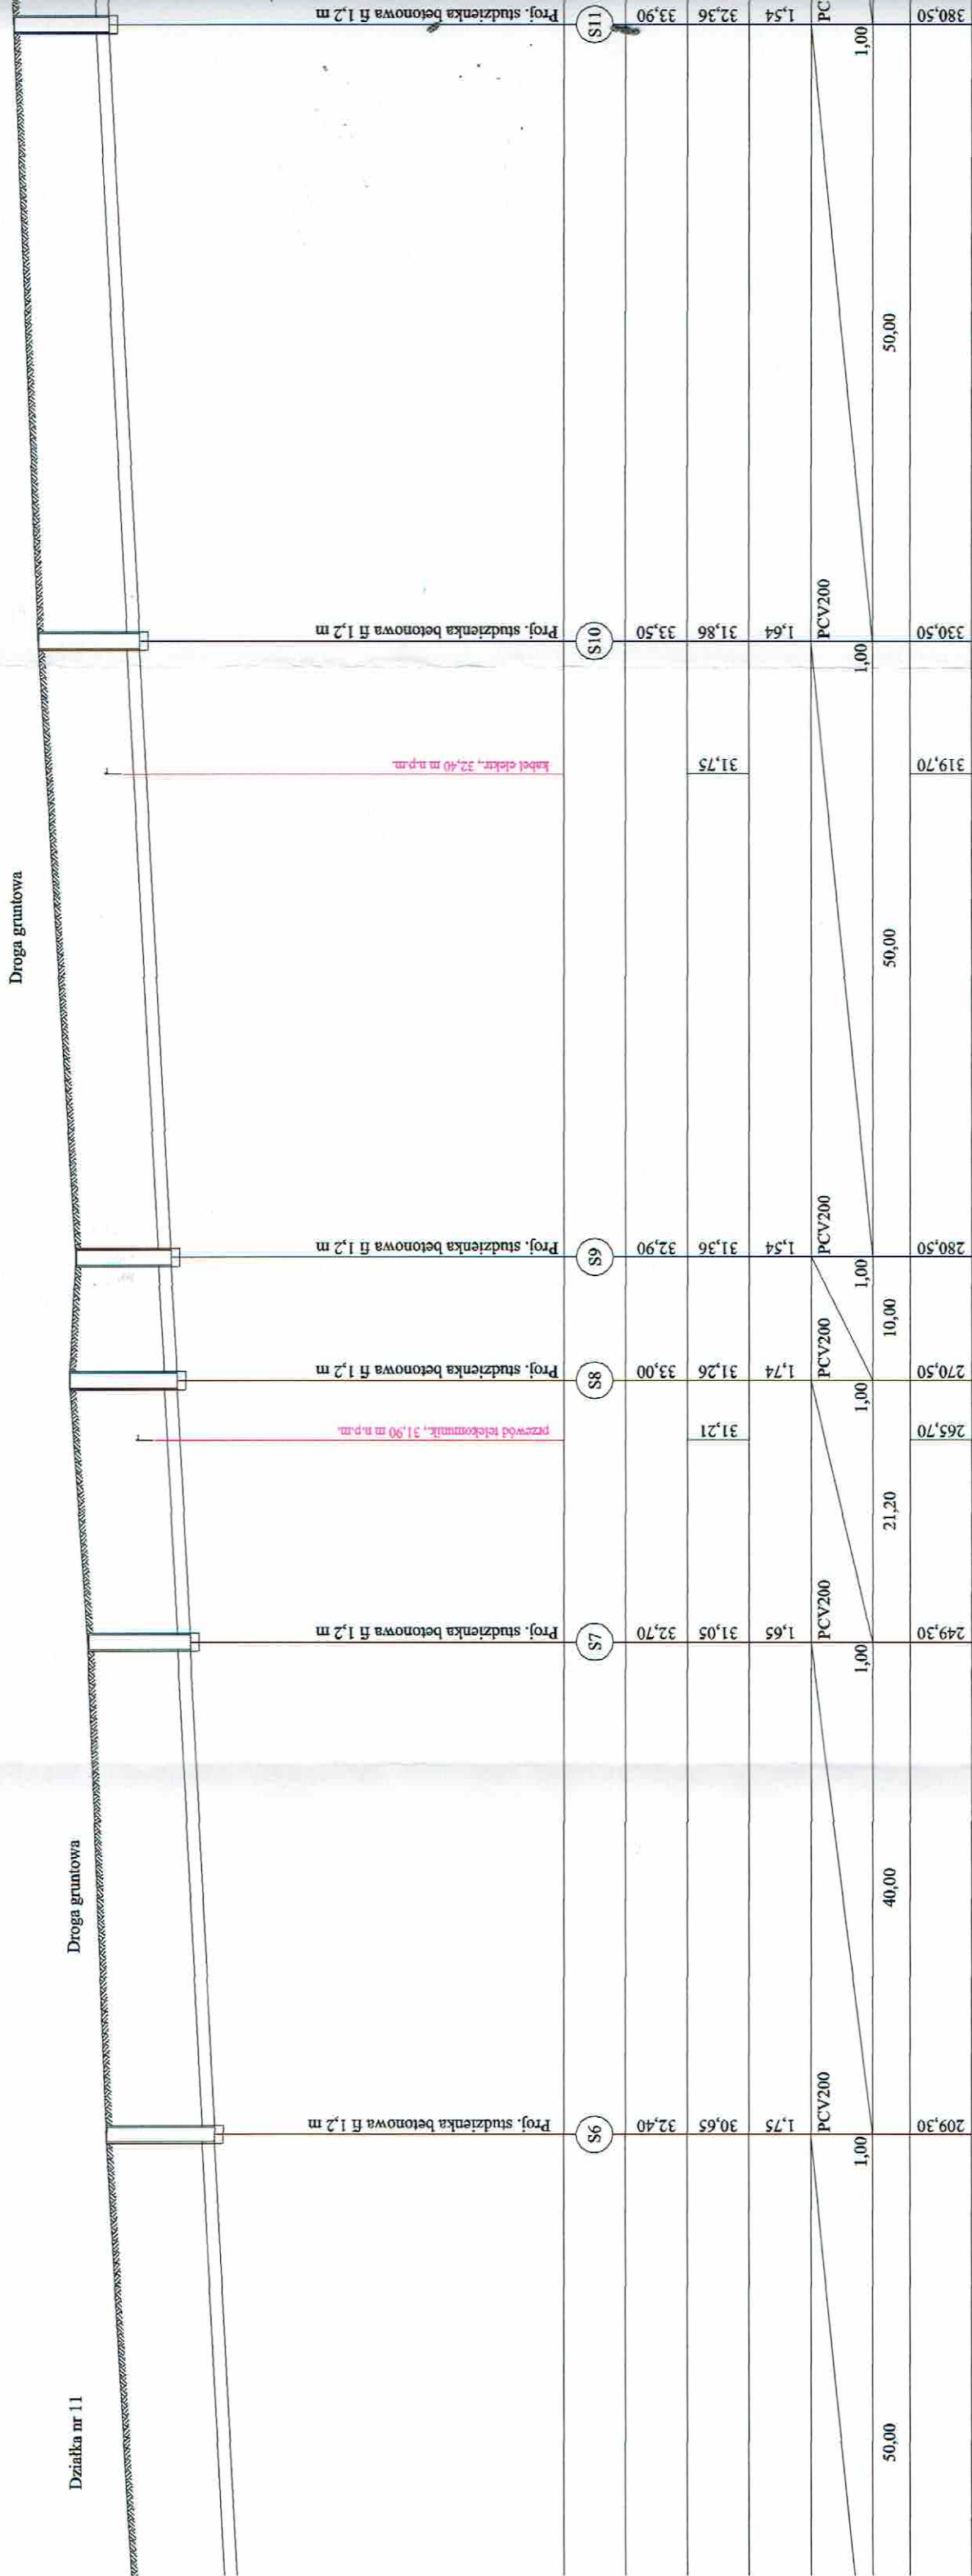 Działka nr 11
Droga gruntowa
Droga gruntowa
Proj. studzienka betonowa fi 1,2 m
Proj. studzienka betonowa fi 1,2 m
przewód telekomunik., 31,90 m n.p.m.
Proj. studzienka betonowa fi 1,2 m
Proj. studzienka betonowa fi 1,2 m
kabel elektr., 32,40 m n.p.m.
Proj. studzienka betonowa fi 1,2 m
Proj. studzienka betonowa fi 1,2 m
S6 S7 S8 S9 S10 S11
32,40 32,70 33,00 32,90 33,50 33,90
30,65 31,05 31,21 31,26 31,36 31,75 31,86 32,36
1,75 1,65 1,74 1,54 1,64 1,54
PCV200 PCV200 PCV200 PCV200 PCV200 PC
1,00 1,00 1,00 1,00 1,00 1,00
50,00 40,00 21,20 10,00 50,00 50,00
209,30 249,30 265,70 270,50 280,50 319,70 330,50 380,50